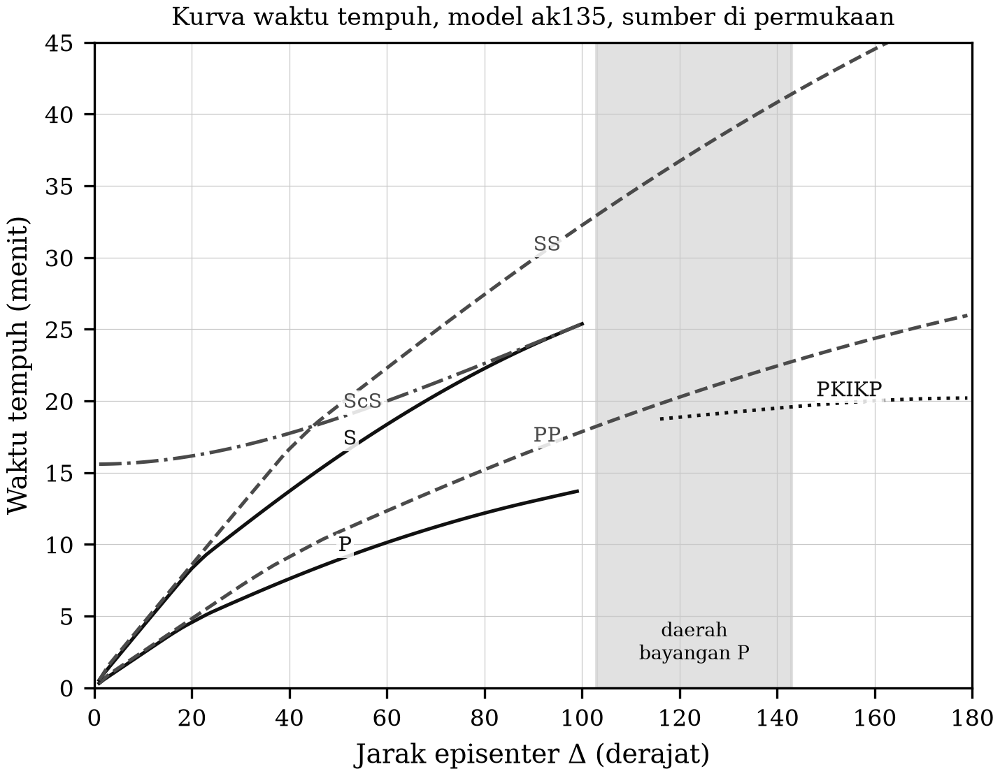 Kurva waktu tempuh, model ak135, sumber di permukaan
45
40
35
30
25
20
15
10
5
0
Waktu tempuh (menit)
SS
ScS
S
PP
P
PKIKP
daerah
bayangan P
0 20 40 60 80 100 120 140 160 180
Jarak episenter Δ (derajat)